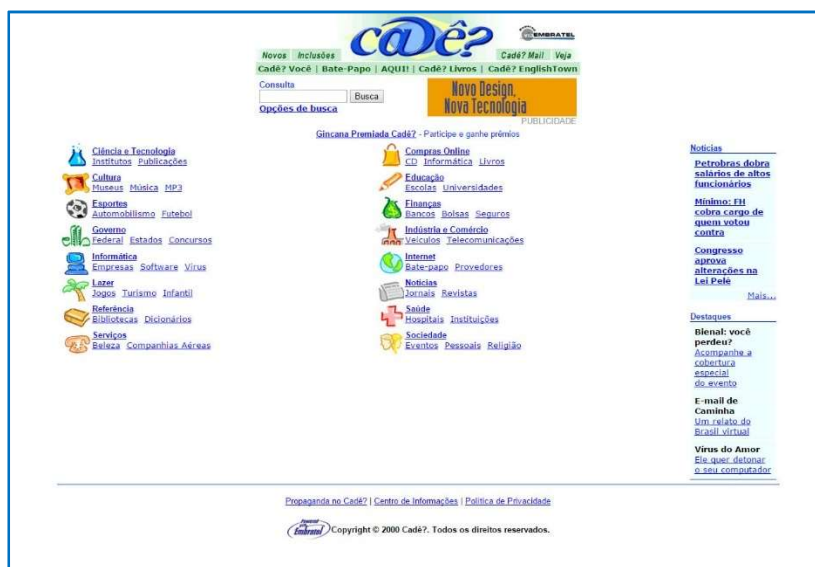 cadê?
EMBRATEL
Novos Inclusões Cadê? Mail Veja
Cadê? Você | Bate-Papo | AQUI! | Cadê? Livros | Cadê? EnglishTown
Consulta
Busca
Opções de busca
Novo Design,
Nova Tecnologia
PUBLICIDADE
Gincana Premiada Cadê? - Participe e ganhe prêmios
Ciência e Tecnologia
Institutos Publicações
Cultura
Museus Música MP3
Esportes
Automobilismo Futebol
Governo
Federal Estados Concursos
Informática
Empresas Software Vírus
Lazer
Jogos Turismo Infantil
Referência
Bibliotecas Dicionários
Serviços
Beleza Companhias Aéreas
Compras Online
CD Informática Livros
Educação
Escolas Universidades
Finanças
Bancos Bolsas Seguros
Indústria e Comércio
Veículos Telecomunicações
Internet
Bate-papo Provedores
Notícias
Jornais Revistas
Saúde
Hospitais Instituições
Sociedade
Eventos Pessoais Religião
Notícias
Petrobras dobra
salários de altos
funcionários
Mínimo: FH
cobra cargo de
quem votou
contra
Congresso
aprova
alterações na
Lei Pelé
Mais...
Destaques
Bienal: você
perdeu?
Acompanhe a
cobertura
especial
do evento
E-mail de
Caminha
Um relato do
Brasil virtual
Vírus do Amor
Ele quer detonar
o seu computador
Propaganda no Cadê? | Centro de Informações | Política de Privacidade
Powered
by
Embratel
Copyright © 2000 Cadê?. Todos os direitos reservados.